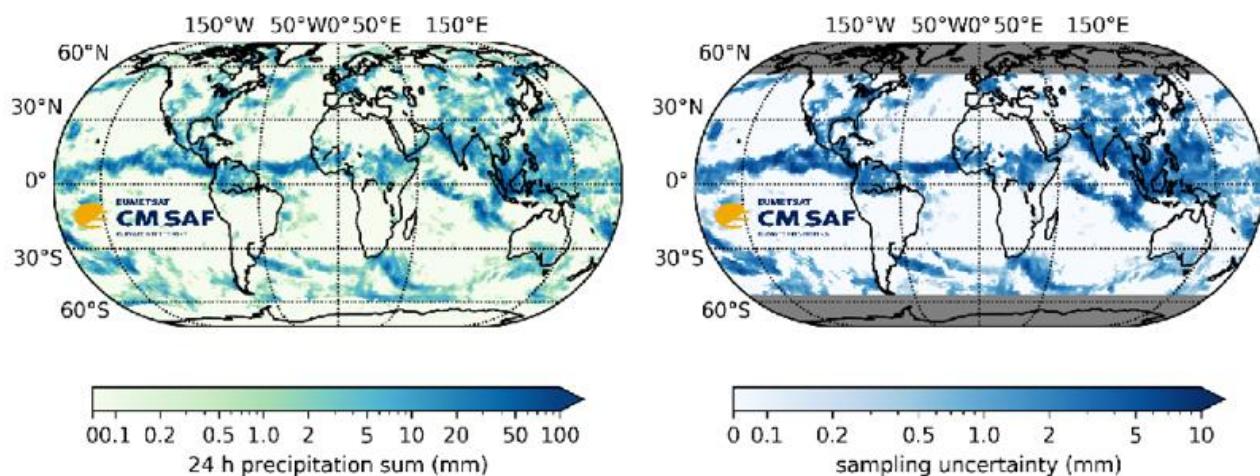 150°W 50°W0°50°E 150°E
60°N
30°N
0°
30°S
60°S
EUMETSAT
CM SAF
00.1 0.2 0.5 1.0 2 5 10 20 50 100
24 h precipitation sum (mm)
150°W 50°W0°50°E 150°E
60°N
30°N
0°
30°S
60°S
EUMETSAT
CM SAF
0 0.1 0.2 0.5 1 2 5 10
sampling uncertainty (mm)